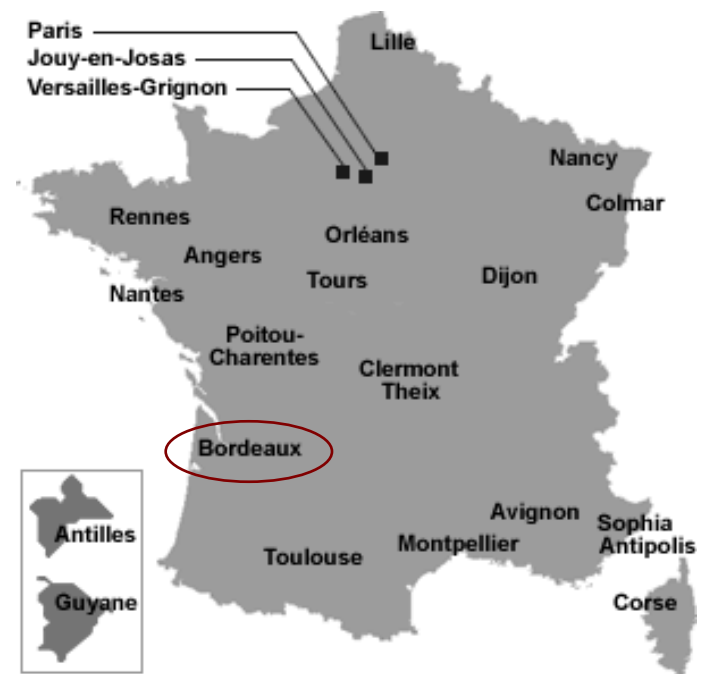 Paris
Lille
Jouy-en-Josas
Versailles-Grignon
Nancy
Colmar
Rennes
Orléans
Angers
Dijon
Tours
Nantes
Poitou-
Charentes
Clermont
Theix
Bordeaux
Avignon
Sophia
Antipolis
Antilles
Montpellier
Toulouse
Guyane
Corse